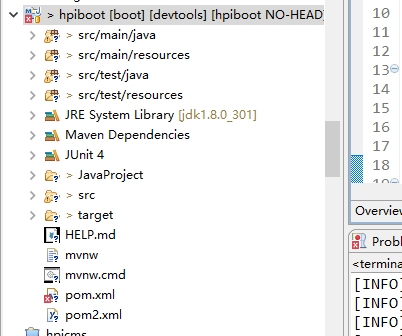 > hpiboot [boot] [devtools] [hpiboot NO-HEAD]
> src/main/java
> src/main/resources
> src/test/java
> src/test/resources
JRE System Library [jdk1.8.0_301]
Maven Dependencies
JUnit 4
> JavaProject
> src
> target
HELP.md
mvnw
mvnw.cmd
pom.xml
pom2.xml
hpicms
10
11
12
13
14
15
16
17
18
19
Overview
Probl
<termina
[INFO]
[INFO]
[INFO]